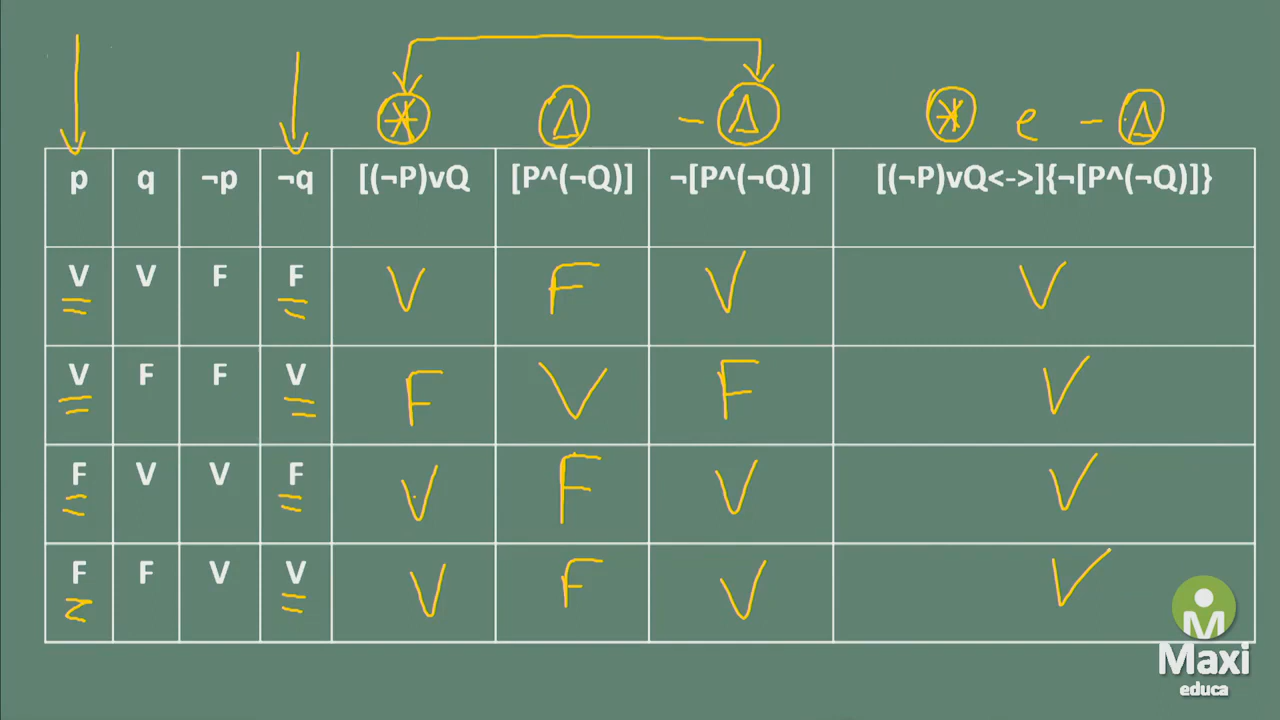 * Δ - Δ * e - Δ
p q ¬p ¬q [(¬P)vQ [P^(¬Q)] ¬[P^(¬Q)] [(¬P)vQ<->]{¬[P^(¬Q)]}
V V F F V F V V
V F F V F V F V
F V V F V F V V
F F V V V F V V
M
Maxi
educa